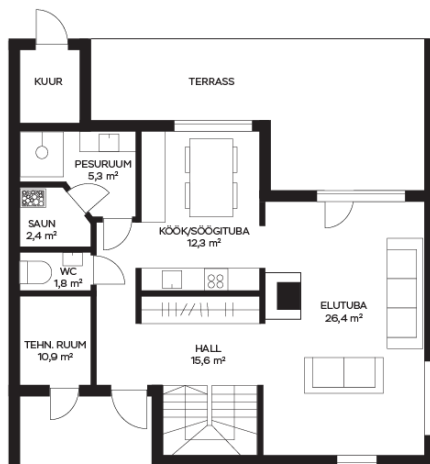 KUUR
TERRASS
PESURUUM
5,3 m²
SAUN
2,4 m²
KÖÖK/SÖÖGITUBA
12,3 m²
WC
1,8 m²
ELUTUBA
26,4 m²
TEHN. RUUM
10,9 m²
HALL
15,6 m²